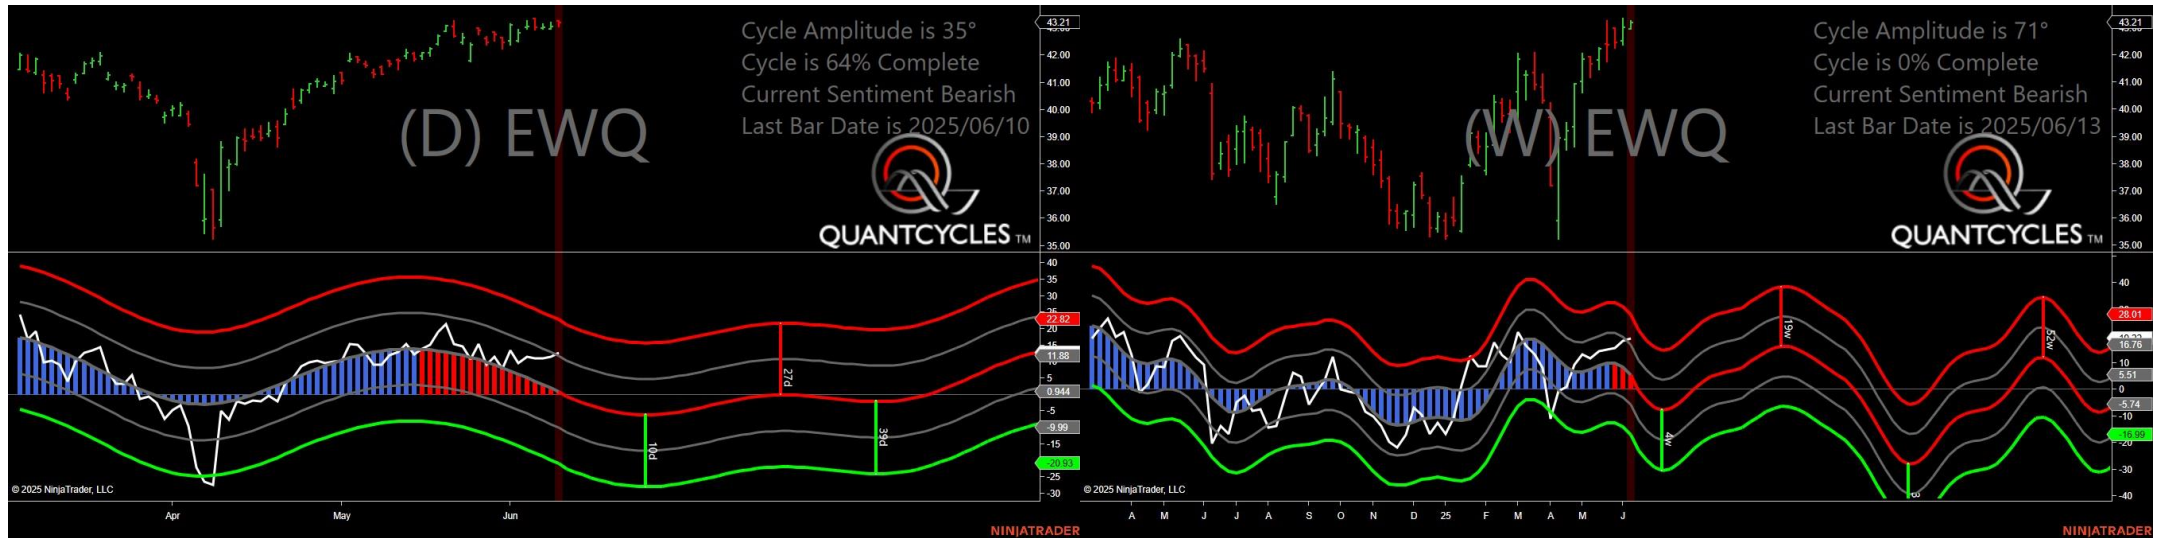 Cycle Amplitude is 35°
Cycle is 64% Complete
Current Sentiment Bearish
Last Bar Date is 2025/06/10
(D) EWQ
QUANTCYCLES TM
43.21
43.00
42.00
41.00
40.00
39.00
38.00
37.00
36.00
35.00
40
35
30
25
22.82
20
15
11.88
5
0.944
-5
-9.99
-15
-20.93
-25
-30
10d
27d
39d
© 2025 NinjaTrader, LLC
Apr
May
Jun
NINJATRADER
Cycle Amplitude is 71°
Cycle is 0% Complete
Current Sentiment Bearish
Last Bar Date is 2025/06/13
(W) EWQ
QUANTCYCLES TM
43.21
43.00
42.00
41.00
40.00
39.00
38.00
37.00
36.00
35.00
40
28.01
16.76
10
5.51
0
-5.74
-10
-16.99
-20
-30
-40
4w
19w
52w
© 2025 NinjaTrader, LLC
A
M
J
J
A
S
O
N
D
25
F
M
A
M
J
NINJATRADER